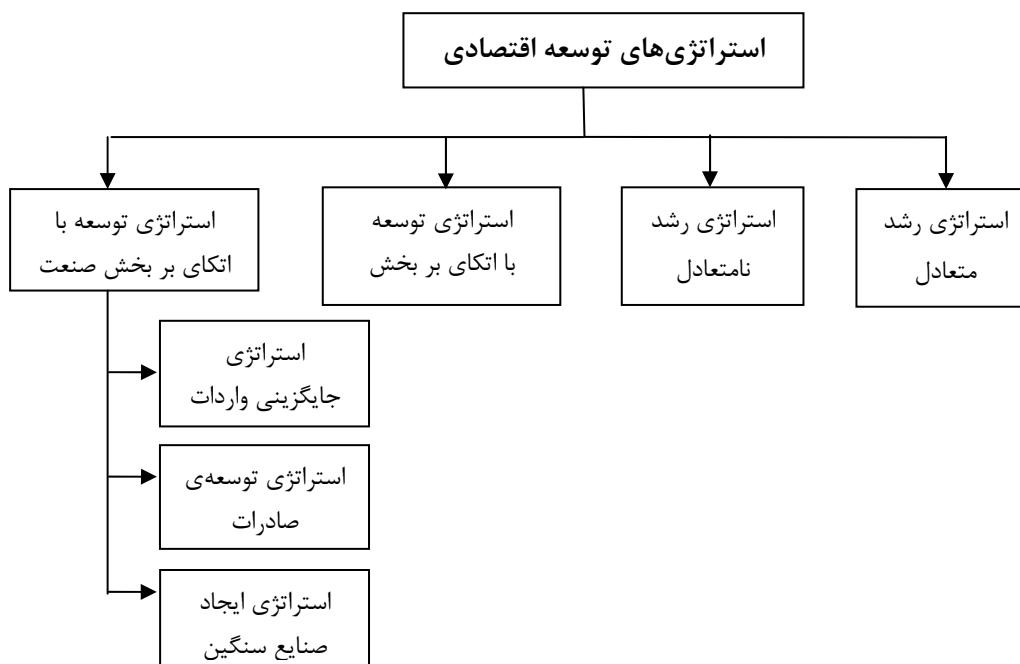 استراتژی‌های توسعه اقتصادی
استراتژی رشد
متعادل
استراتژی رشد
نامتعادل
استراتژی توسعه
با اتکای بر بخش
استراتژی توسعه با
اتکای بر بخش صنعت
استراتژی
جایگزینی واردات
استراتژی توسعه‌ی
صادرات
استراتژی ایجاد
صنایع سنگین